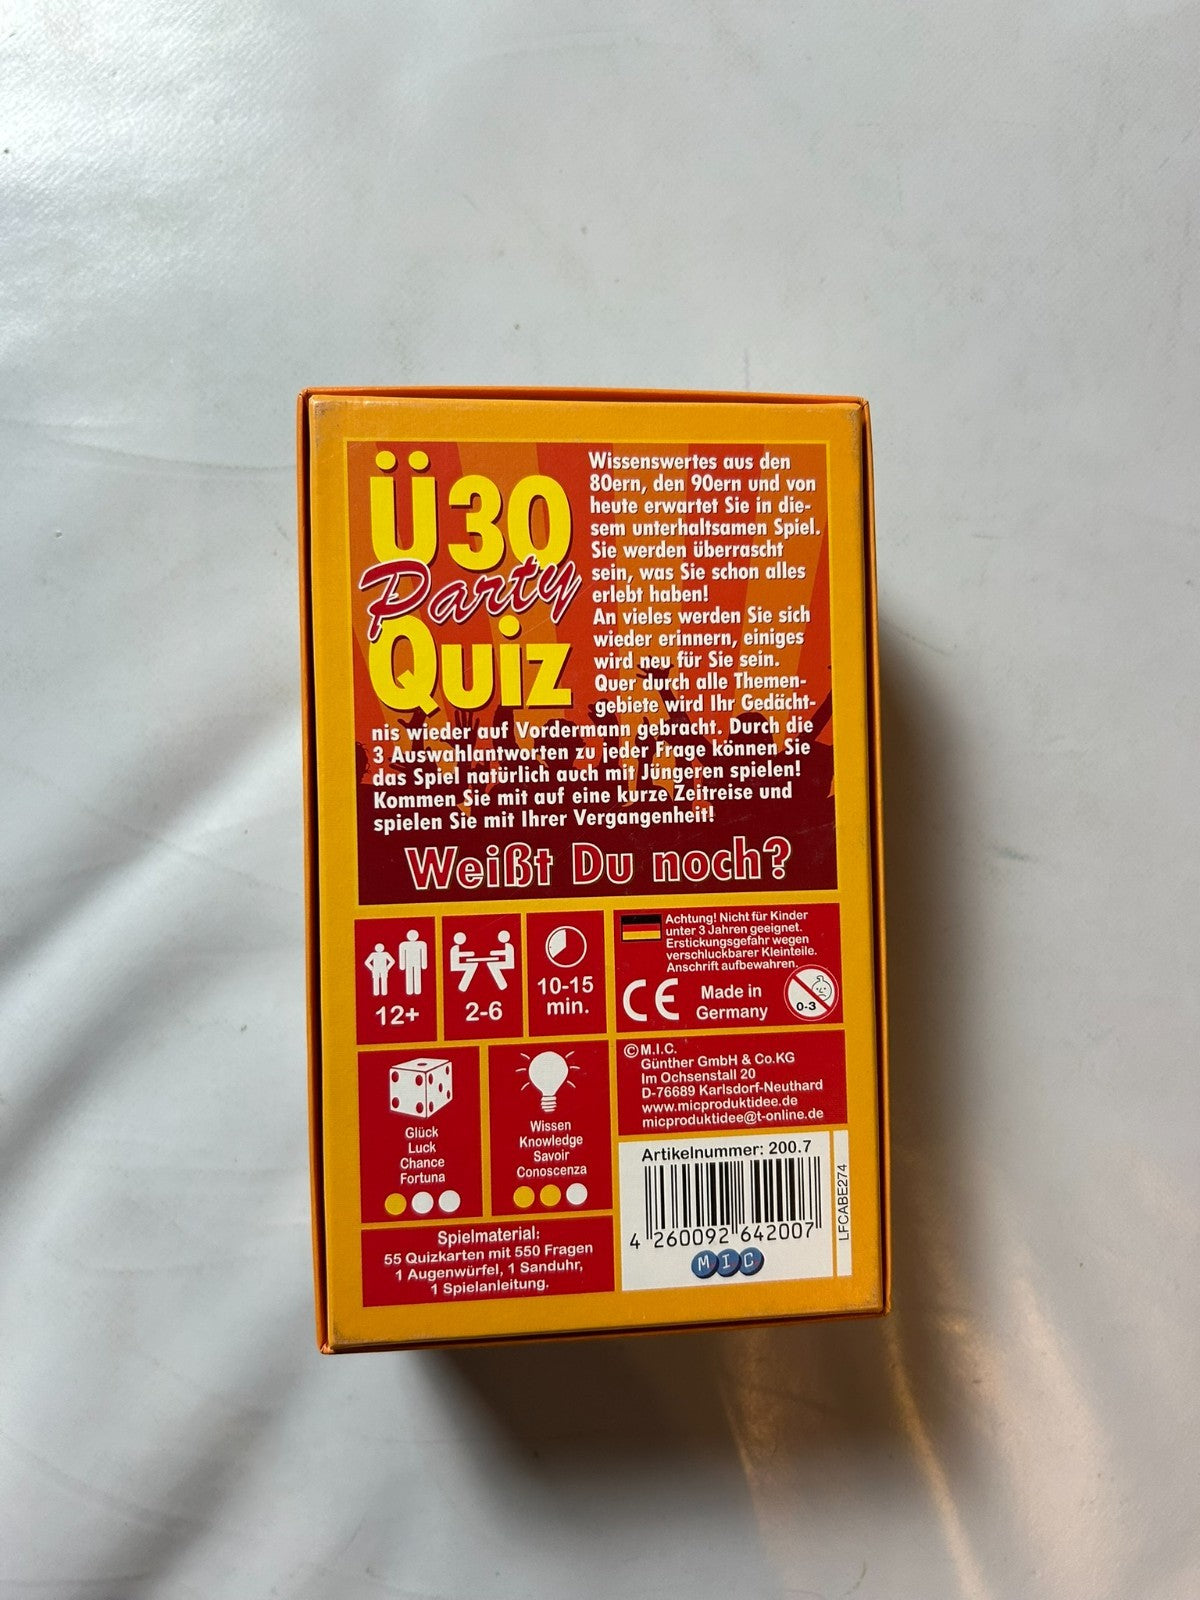 Ü30
Party
Quiz
Wissenswertes aus den
80ern, den 90ern und von
heute erwartet Sie in die-
sem unterhaltsamen Spiel.
Sie werden überrascht
sein, was Sie schon alles
erlebt haben!
An vieles werden Sie sich
wieder erinnern, einiges
wird neu für Sie sein.
Quer durch alle Themen-
gebiete wird Ihr Gedächt-
nis wieder auf Vordermann gebracht. Durch die
3 Auswahlantworten zu jeder Frage können Sie
das Spiel natürlich auch mit Jüngeren spielen!
Kommen Sie mit auf eine kurze Zeitreise und
spielen Sie mit Ihrer Vergangenheit!
Weißt Du noch?
12+
2-6
10-15
min.
Achtung! Nicht für Kinder
unter 3 Jahren geeignet.
Erstickungsgefahr wegen
verschluckbarer Kleinteile.
Anschrift aufbewahren.
CE
Made in
Germany
0-3
Glück
Luck
Chance
Fortuna
Wissen
Knowledge
Savoir
Conoscenza
©M.I.C.
Günther GmbH & Co.KG
Im Ochsenstall 20
D-76689 Karlsdorf-Neuthard
www.micproduktidee.de
micproduktidee@t-online.de
Spielmaterial:
55 Quizkarten mit 550 Fragen
1 Augenwürfel, 1 Sanduhr,
1 Spielanleitung.
Artikelnummer: 200.7
4 260092 642007
MIC
LFCABE274